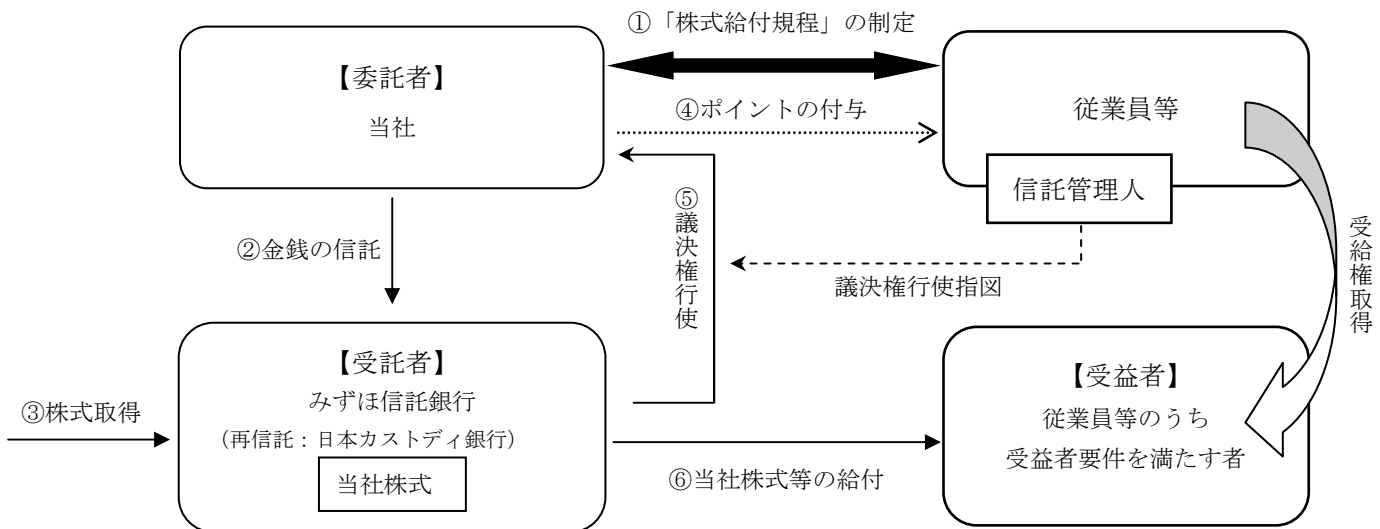 ①「株式給付規程」の制定
【委託者】
当社
④ポイントの付与
従業員等
信託管理人
②金銭の信託
⑤議決権行使
議決権行使指図
受給権取得
【受託者】
みずほ信託銀行
（再信託：日本カストディ銀行）
当社株式
③株式取得
⑥当社株式等の給付
【受益者】
従業員等のうち
受益者要件を満たす者